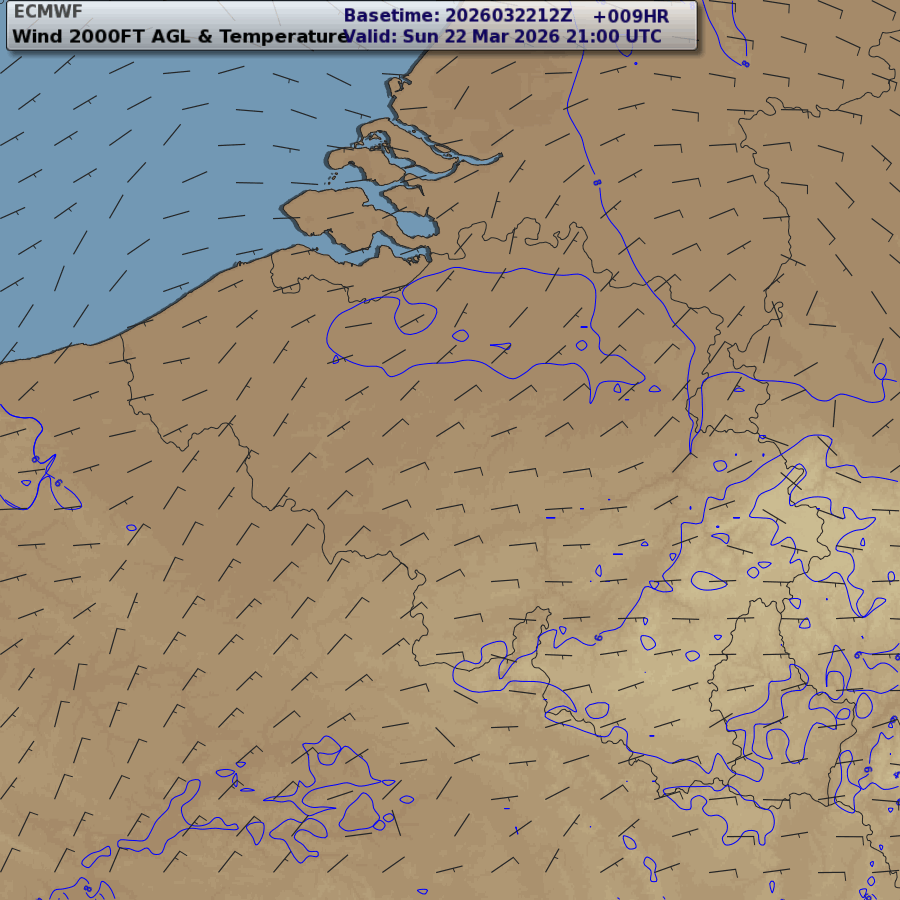 ECMWF
Basetime: 2026032212Z +009HR
Wind 2000FT AGL & Temperature
Valid: Sun 22 Mar 2026 21:00 UTC